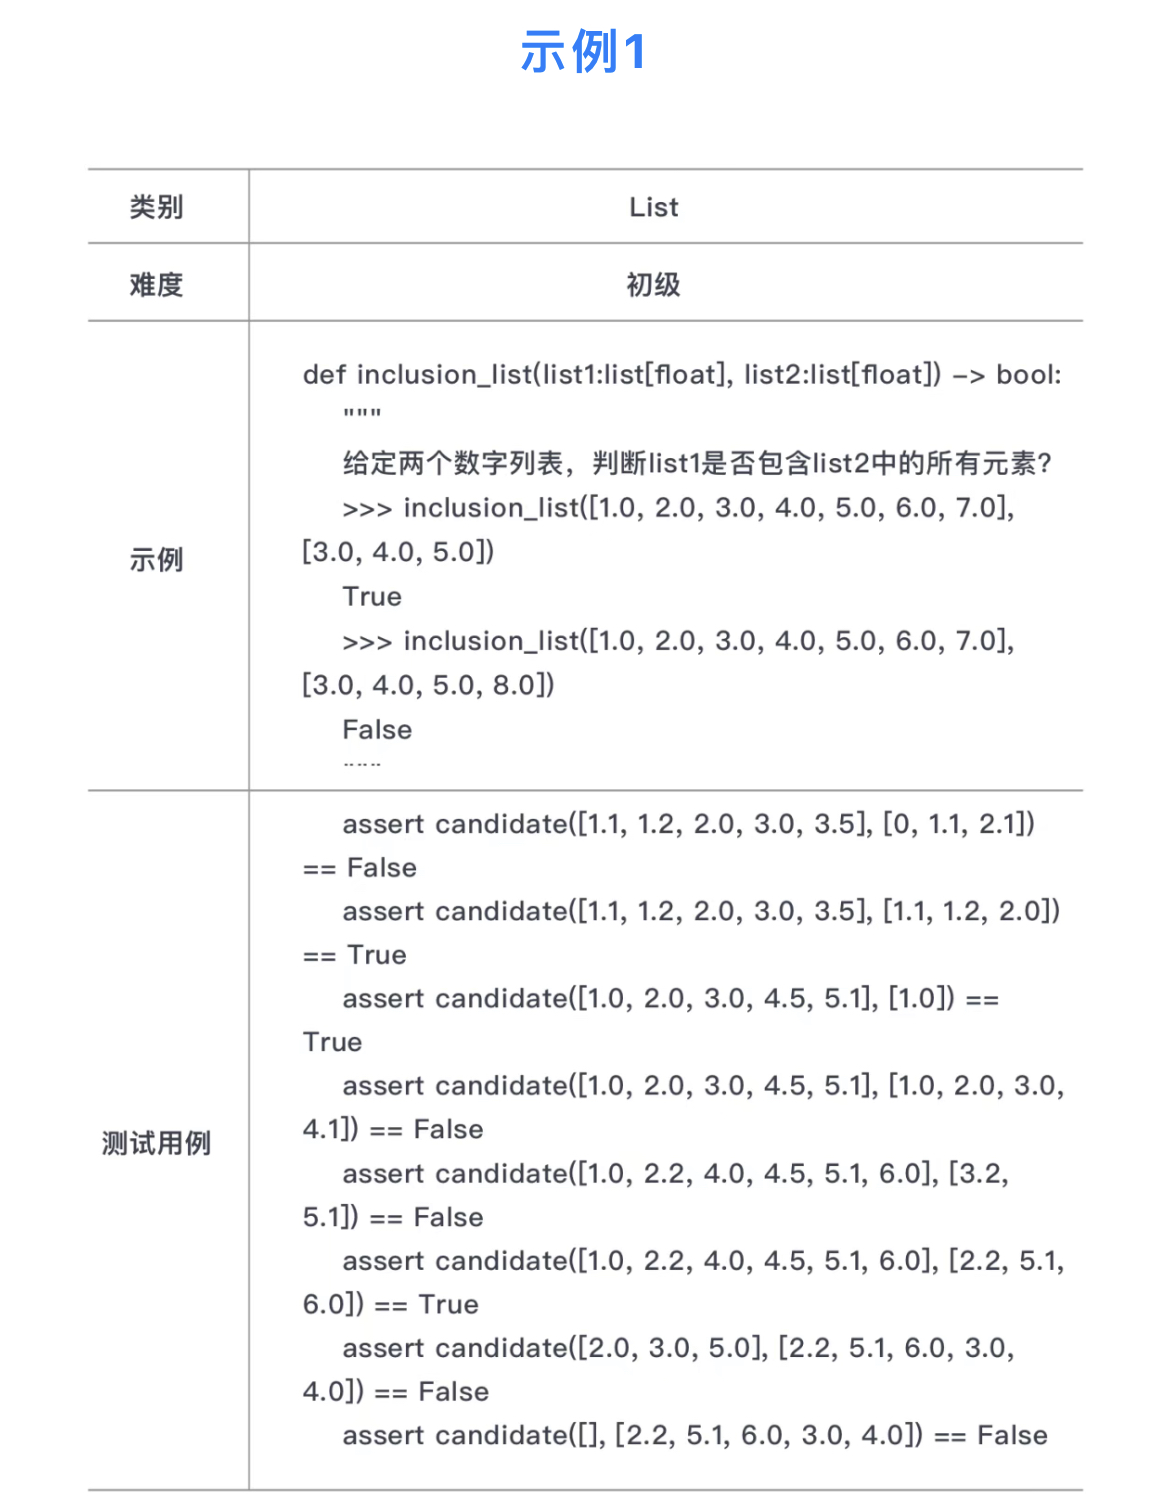 示例1
类别
List
难度
初级
示例
def inclusion_list(list1:list[float], list2:list[float]) -> bool:
"""
给定两个数字列表，判断list1是否包含list2中的所有元素?
>>> inclusion_list([1.0, 2.0, 3.0, 4.0, 5.0, 6.0, 7.0],
[3.0, 4.0, 5.0])
True
>>> inclusion_list([1.0, 2.0, 3.0, 4.0, 5.0, 6.0, 7.0],
[3.0, 4.0, 5.0, 8.0])
False
"""
测试用例
assert candidate([1.1, 1.2, 2.0, 3.0, 3.5], [0, 1.1, 2.1])
== False
assert candidate([1.1, 1.2, 2.0, 3.0, 3.5], [1.1, 1.2, 2.0])
== True
assert candidate([1.0, 2.0, 3.0, 4.5, 5.1], [1.0]) ==
True
assert candidate([1.0, 2.0, 3.0, 4.5, 5.1], [1.0, 2.0, 3.0,
4.1]) == False
assert candidate([1.0, 2.2, 4.0, 4.5, 5.1, 6.0], [3.2,
5.1]) == False
assert candidate([1.0, 2.2, 4.0, 4.5, 5.1, 6.0], [2.2, 5.1,
6.0]) == True
assert candidate([2.0, 3.0, 5.0], [2.2, 5.1, 6.0, 3.0,
4.0]) == False
assert candidate([], [2.2, 5.1, 6.0, 3.0, 4.0]) == False